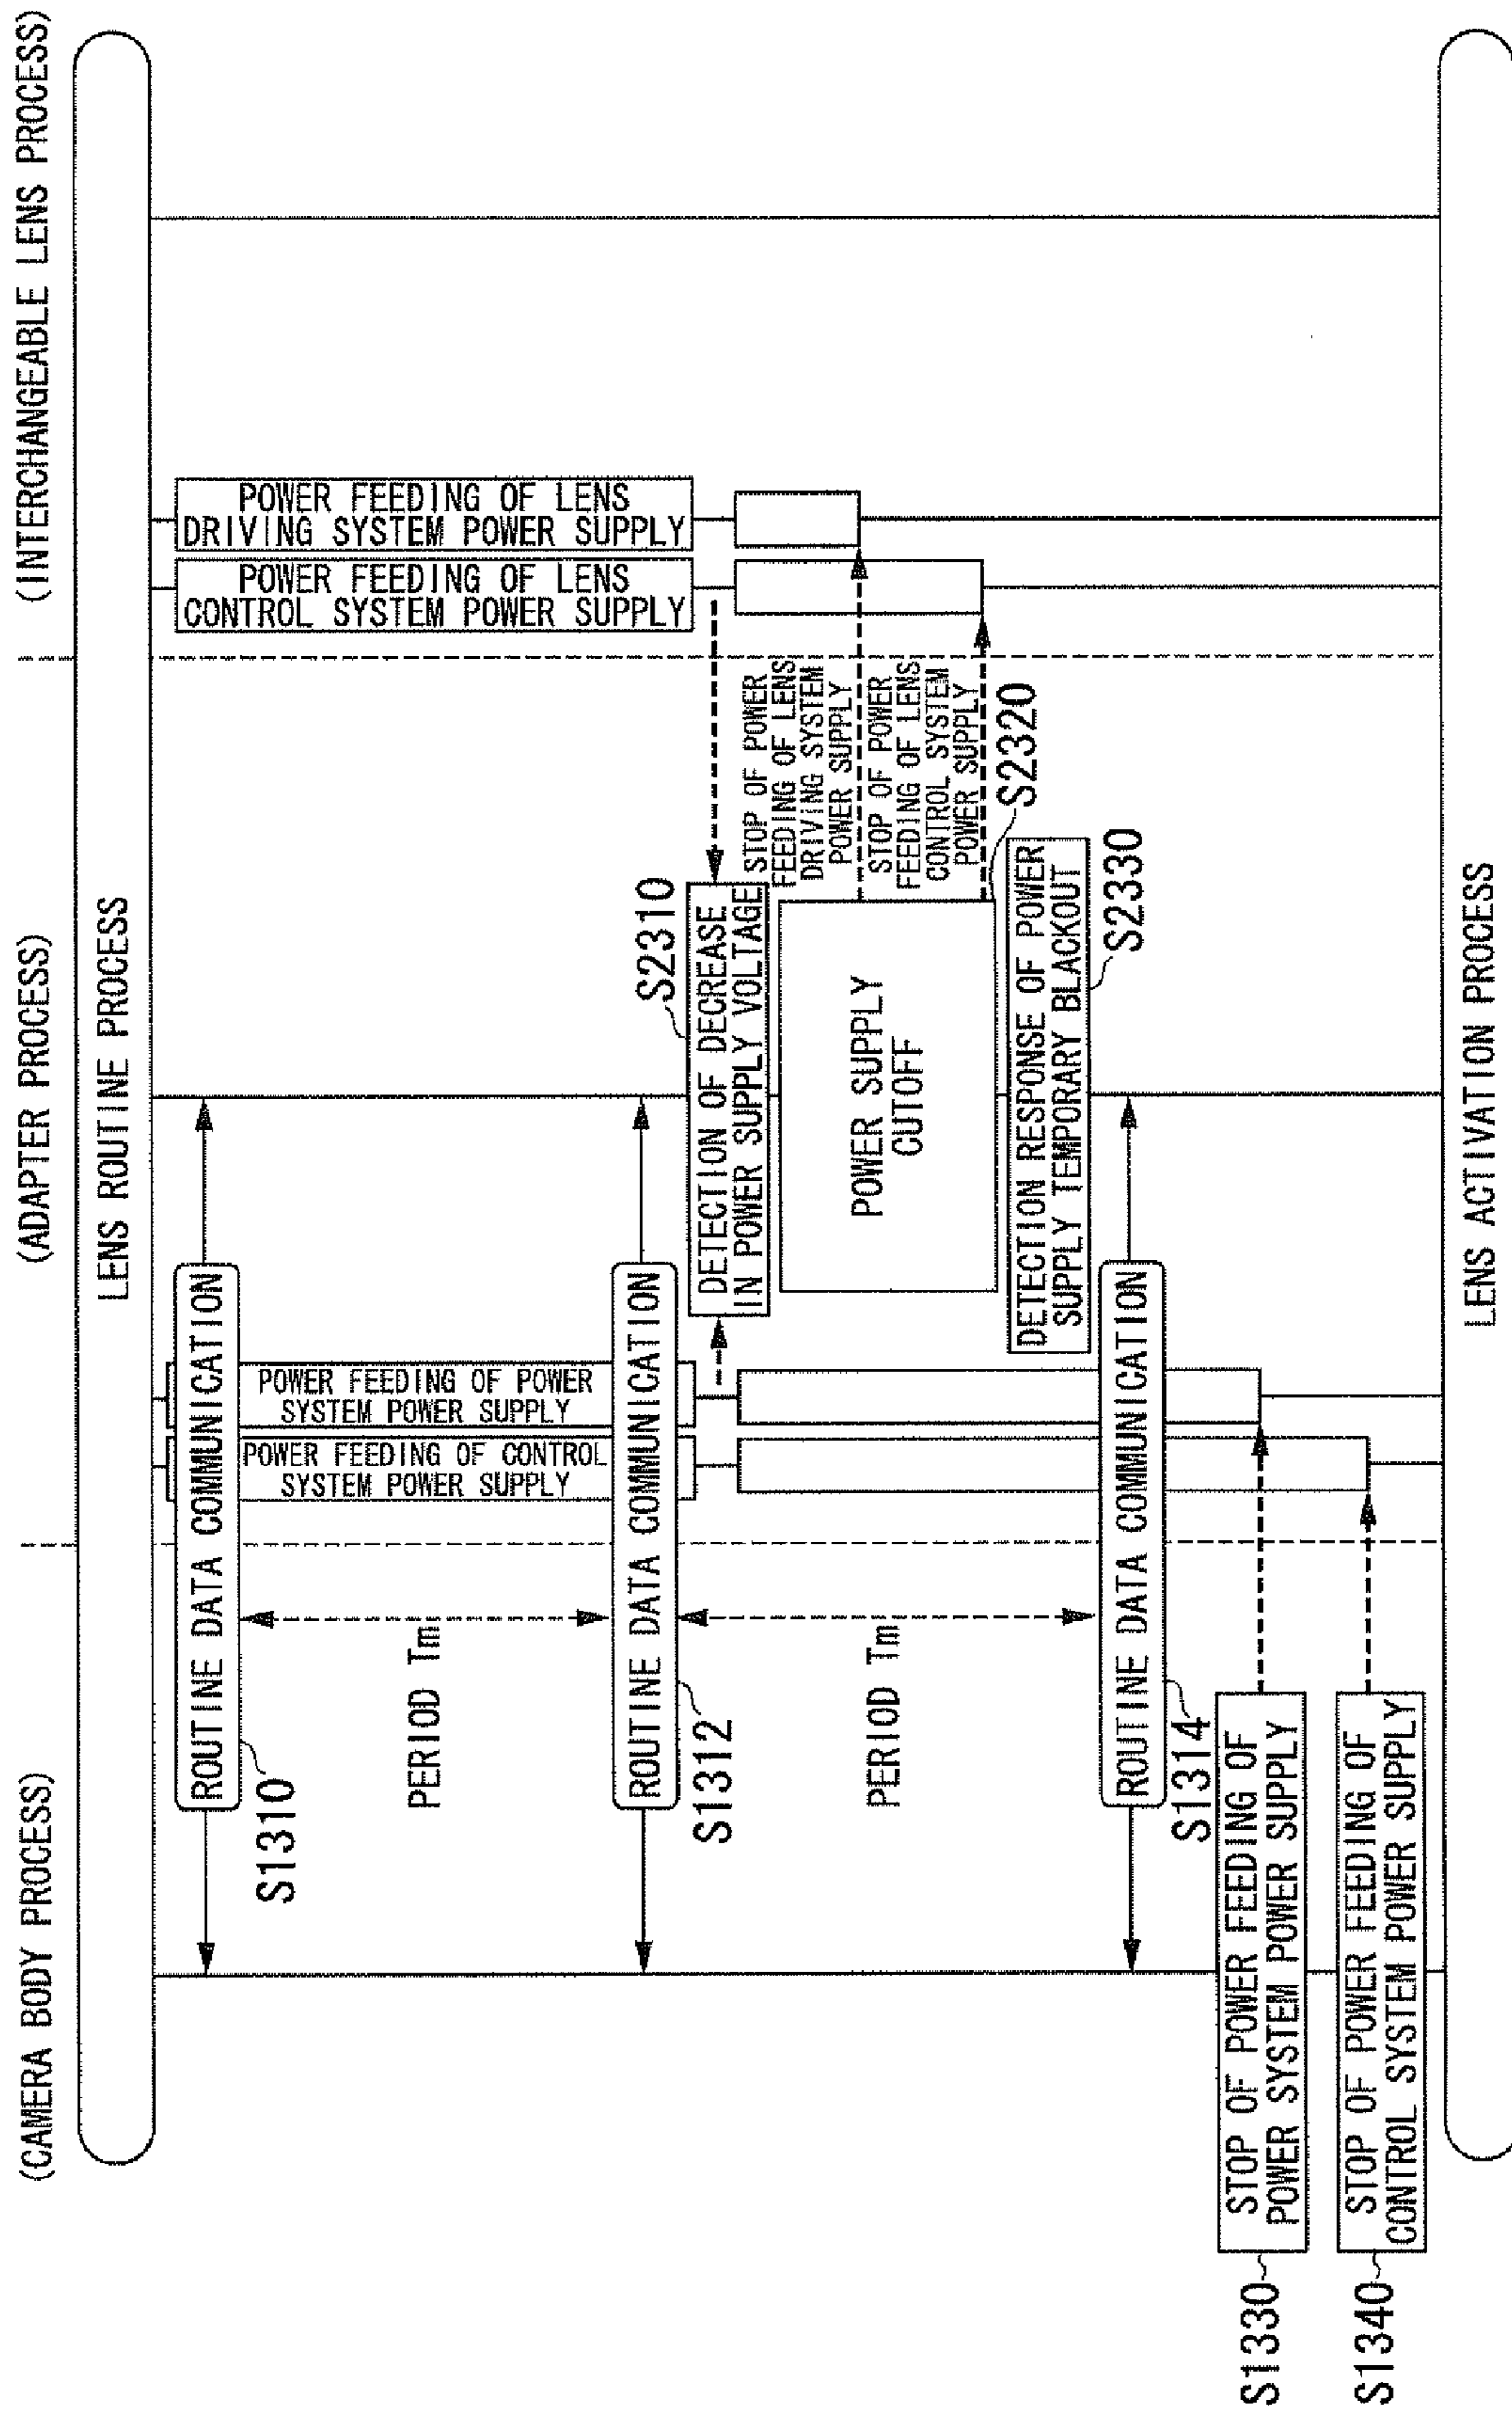 (CAMERA BODY PROCESS)
(ADAPTER PROCESS)
(INTERCHANGEABLE LENS PROCESS)
LENS ROUTINE PROCESS
ROUTINE DATA COMMUNICATION
S1310
POWER FEEDING OF CONTROL
SYSTEM POWER SUPPLY
POWER FEEDING OF POWER
SYSTEM POWER SUPPLY
POWER FEEDING OF LENS
CONTROL SYSTEM POWER SUPPLY
POWER FEEDING OF LENS
DRIVING SYSTEM POWER SUPPLY
PERIOD Tm
ROUTINE DATA COMMUNICATION
S1312
S2310
DETECTION OF DECREASE
IN POWER SUPPLY VOLTAGE
STOP OF POWER
FEEDING OF LENS
DRIVING SYSTEM
POWER SUPPLY
POWER SUPPLY
CUTOFF
STOP OF POWER
FEEDING OF LENS
CONTROL SYSTEM
POWER SUPPLY
S2320
PERIOD Tm
DETECTION RESPONSE OF POWER
SUPPLY TEMPORARY BLACKOUT
S2330
ROUTINE DATA COMMUNICATION
S1314
STOP OF POWER FEEDING OF
POWER SYSTEM POWER SUPPLY
S1330
STOP OF POWER FEEDING OF
CONTROL SYSTEM POWER SUPPLY
S1340
LENS ACTIVATION PROCESS